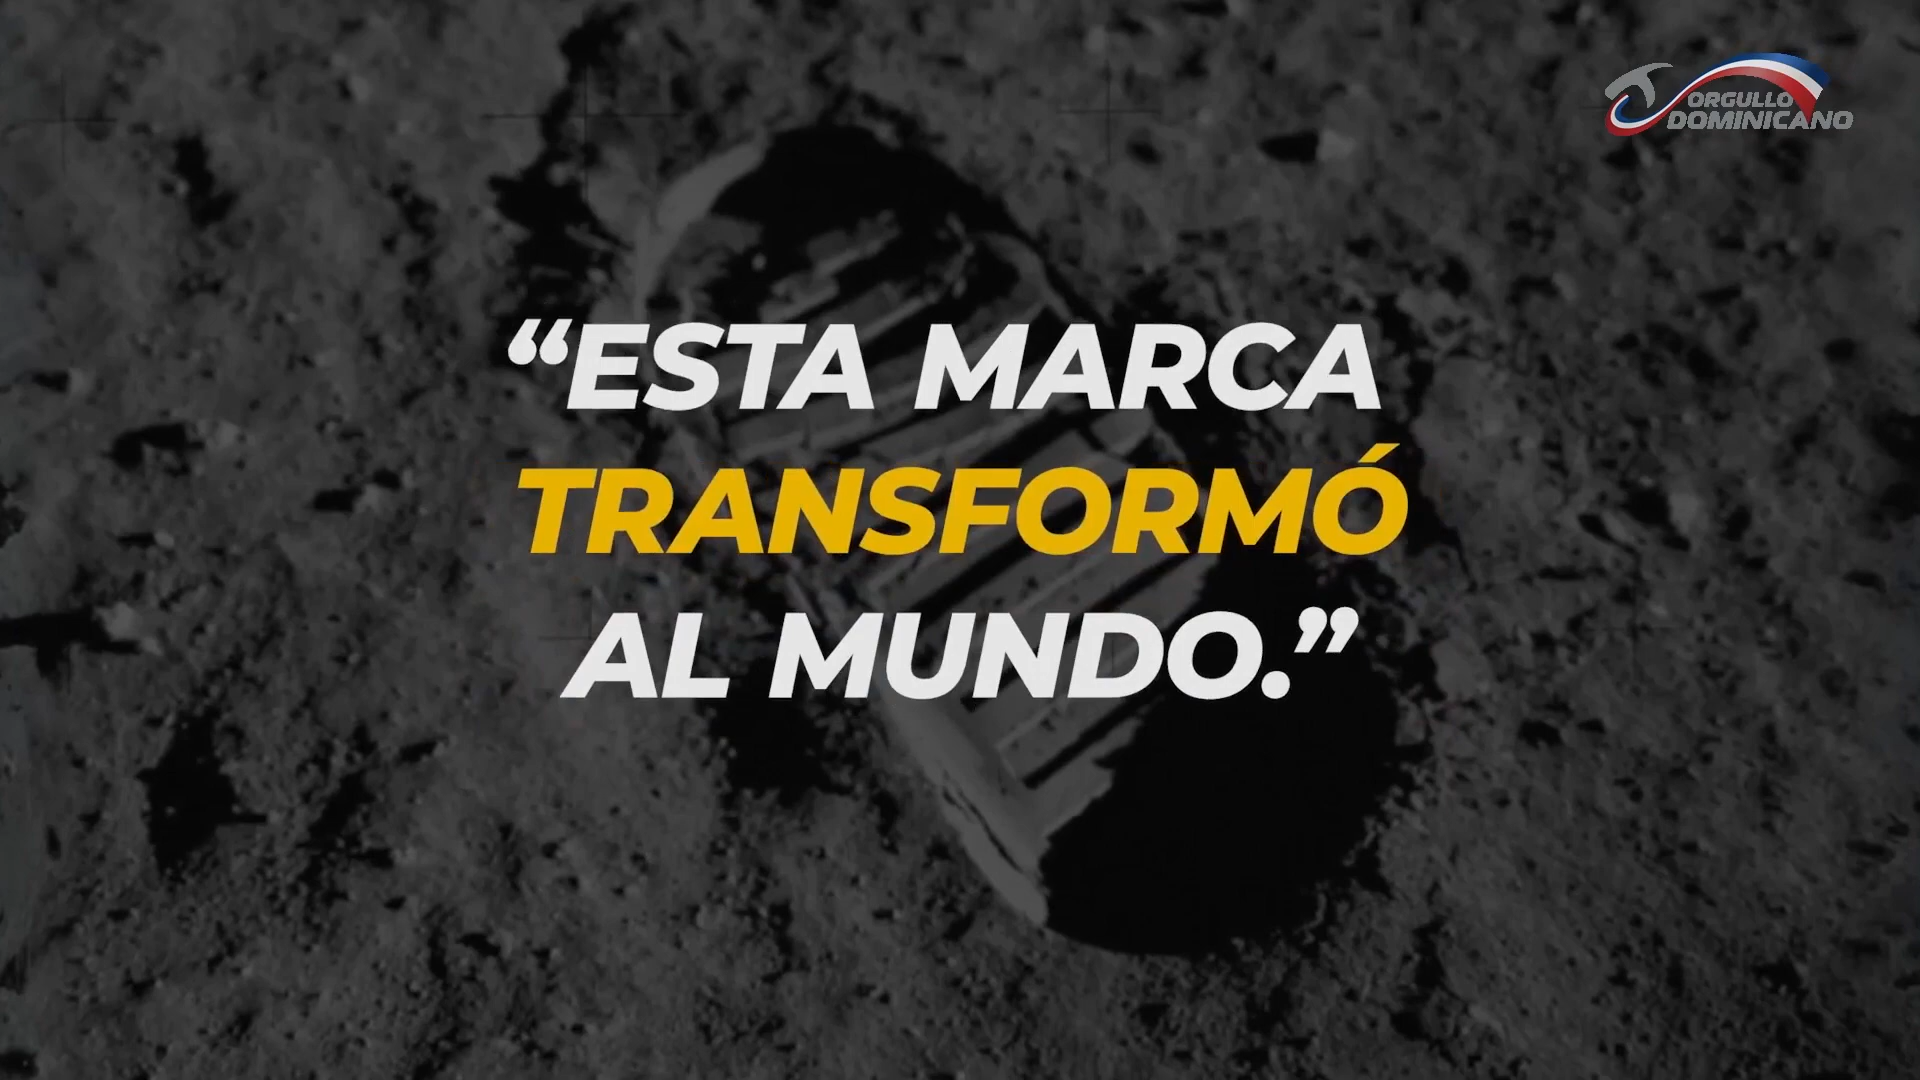 ORGULLO
DOMINICANO
“ESTA MARCA
TRANSFORMÓ
AL MUNDO.”